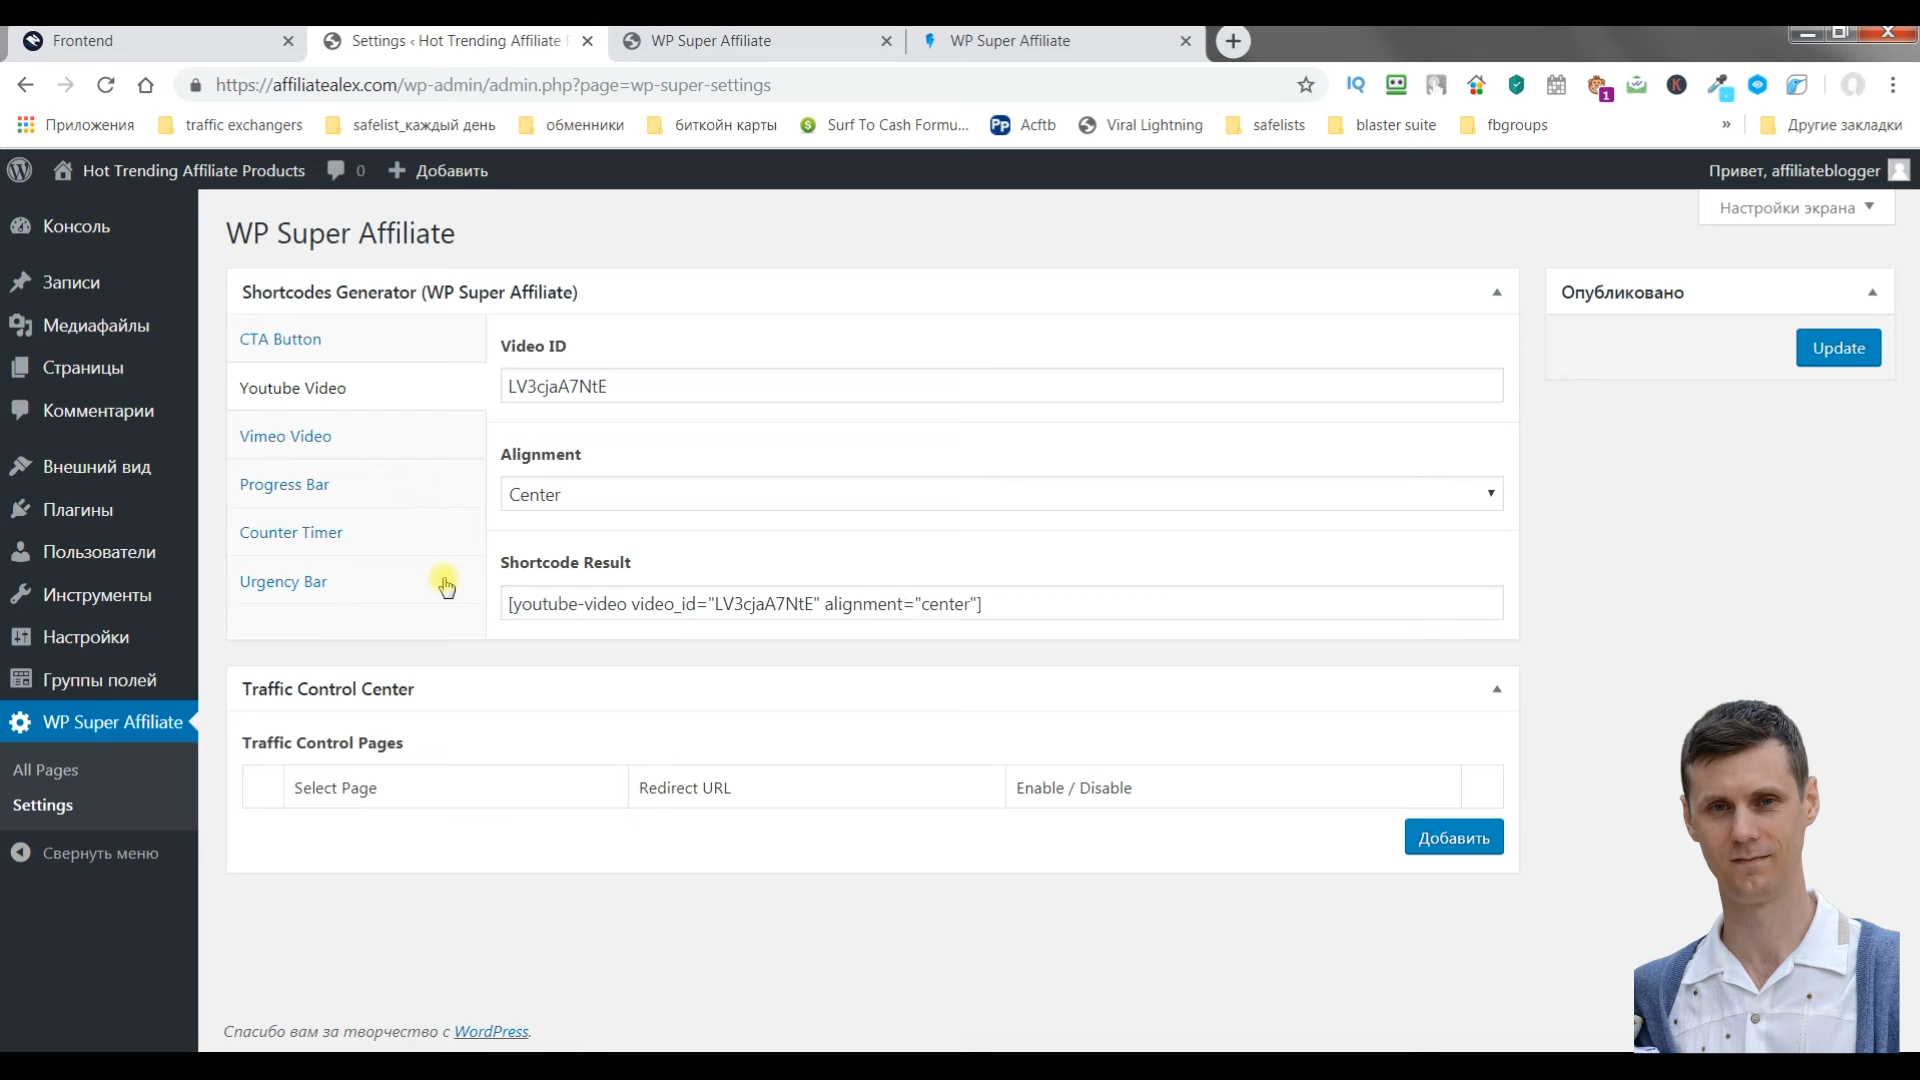 Frontend
Settings ‹ Hot Trending Affiliate P
WP Super Affiliate
WP Super Affiliate
https://affiliatealex.com/wp-admin/admin.php?page=wp-super-settings
1
Приложения
traffic exchangers
safelist_каждый день
обменники
биткойн карты
Surf To Cash Formu...
Acftb
Viral Lightning
safelists
blaster suite
fbgroups
»
Другие закладки
Hot Trending Affiliate Products
0
Добавить
Привет, affiliateblogger
Настройки экрана
Консоль
Записи
Медиафайлы
Страницы
Комментарии
Внешний вид
Плагины
Пользователи
Инструменты
Настройки
Группы полей
WP Super Affiliate
All Pages
Settings
Свернуть меню
WP Super Affiliate
Shortcodes Generator (WP Super Affiliate)
CTA Button
Youtube Video
Vimeo Video
Progress Bar
Counter Timer
Urgency Bar
Video ID
LV3cjaA7NtE
Alignment
Center
Shortcode Result
[youtube-video video_id="LV3cjaA7NtE" alignment="center"]
Опубликовано
Update
Traffic Control Center
Traffic Control Pages
Select Page
Redirect URL
Enable / Disable
Добавить
Спасибо вам за творчество с WordPress.